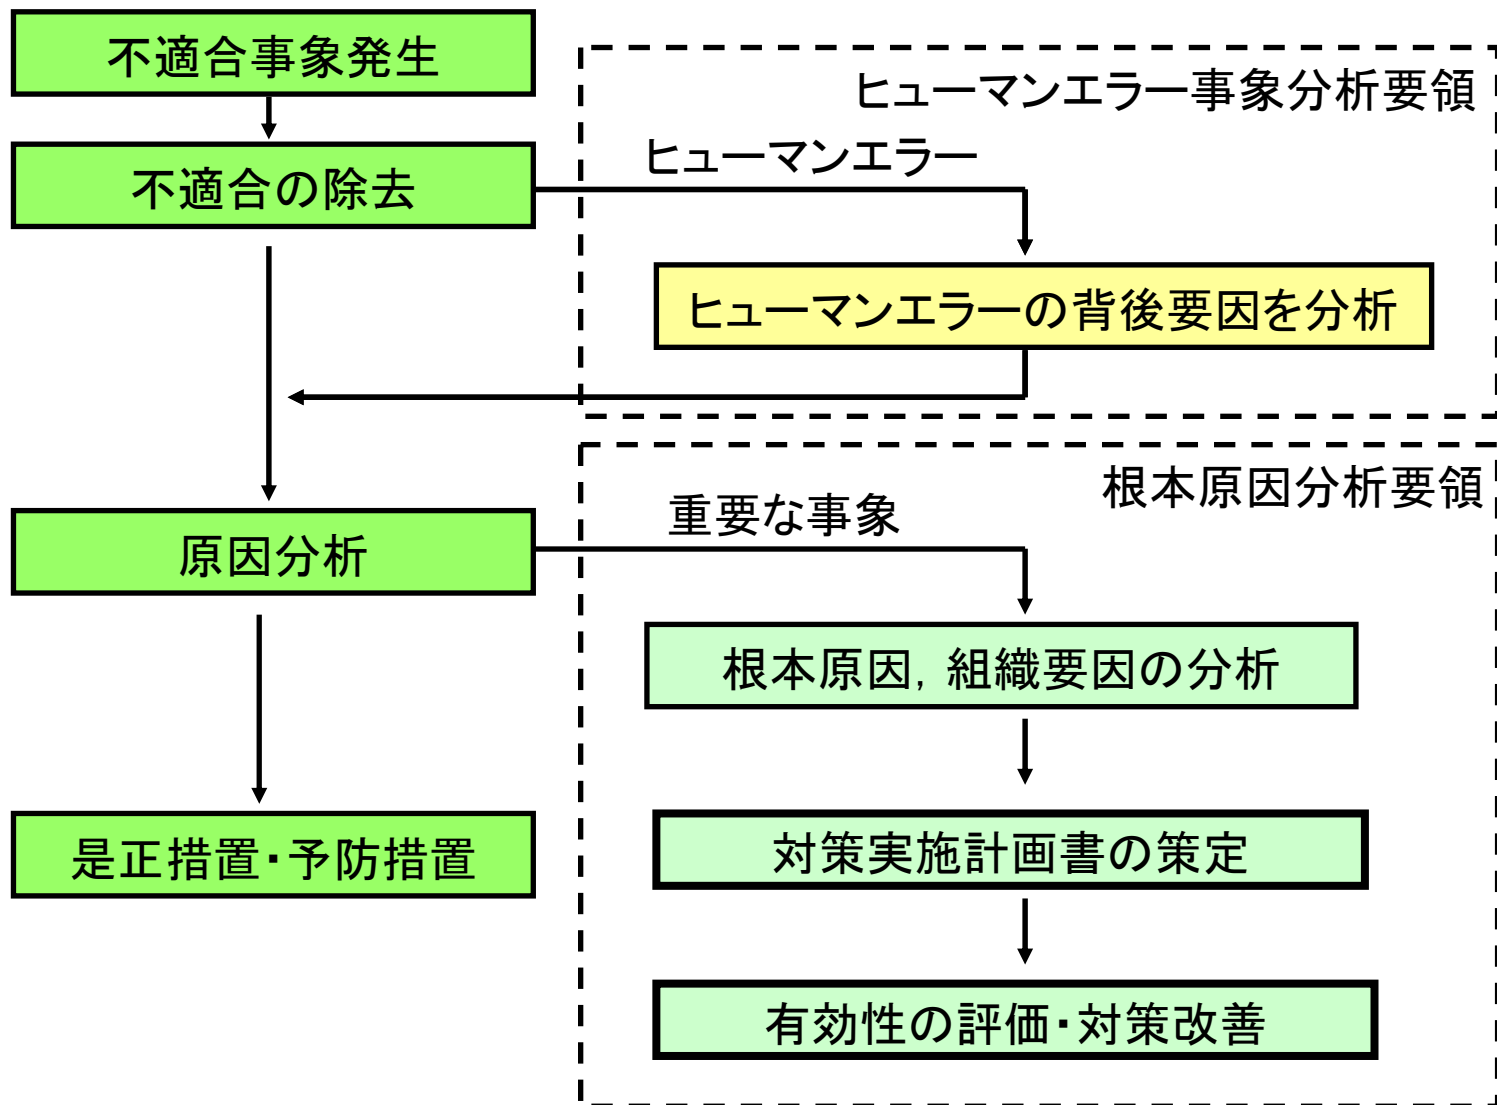 不適合事象発生
ヒューマンエラー事象分析要領
ヒューマンエラー
不適合の除去
ヒューマンエラーの背後要因を分析
根本原因分析要領
重要な事象
原因分析
根本原因，組織要因の分析
対策実施計画書の策定
是正措置・予防措置
有効性の評価・対策改善